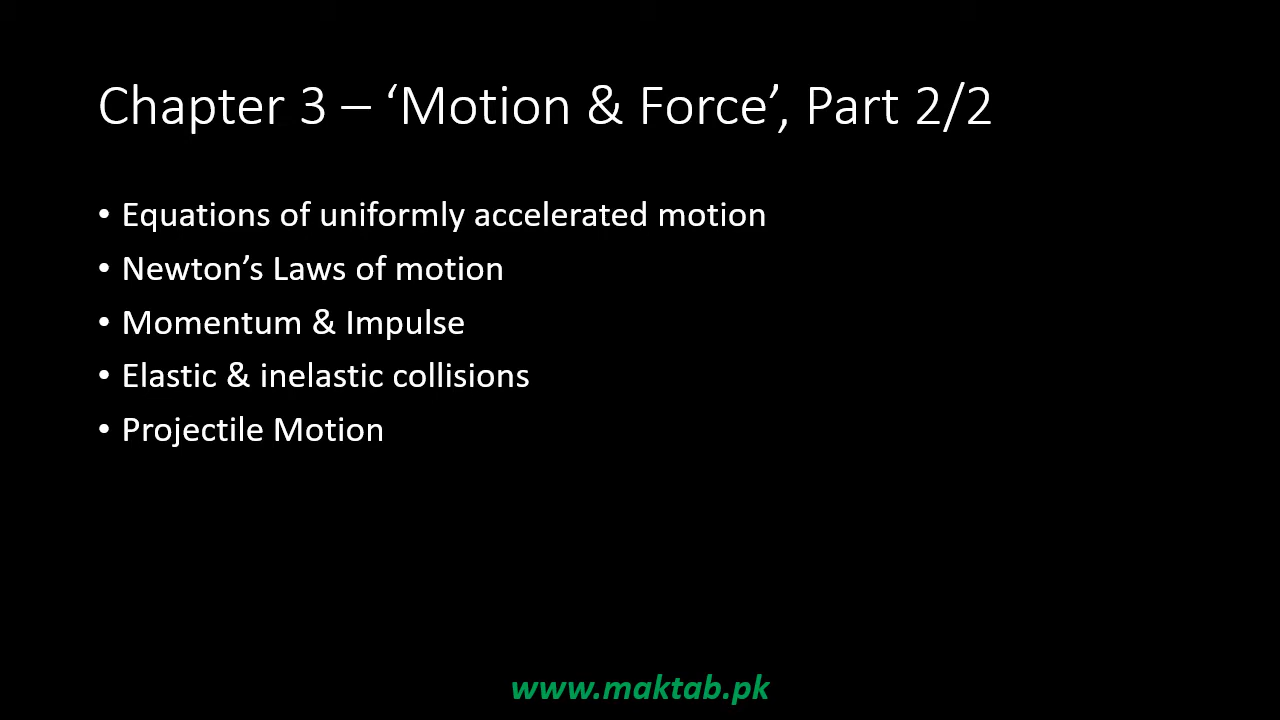 Chapter 3 – ‘Motion & Force’, Part 2/2
• Equations of uniformly accelerated motion
• Newton’s Laws of motion
• Momentum & Impulse
• Elastic & inelastic collisions
• Projectile Motion
www.maktab.pk